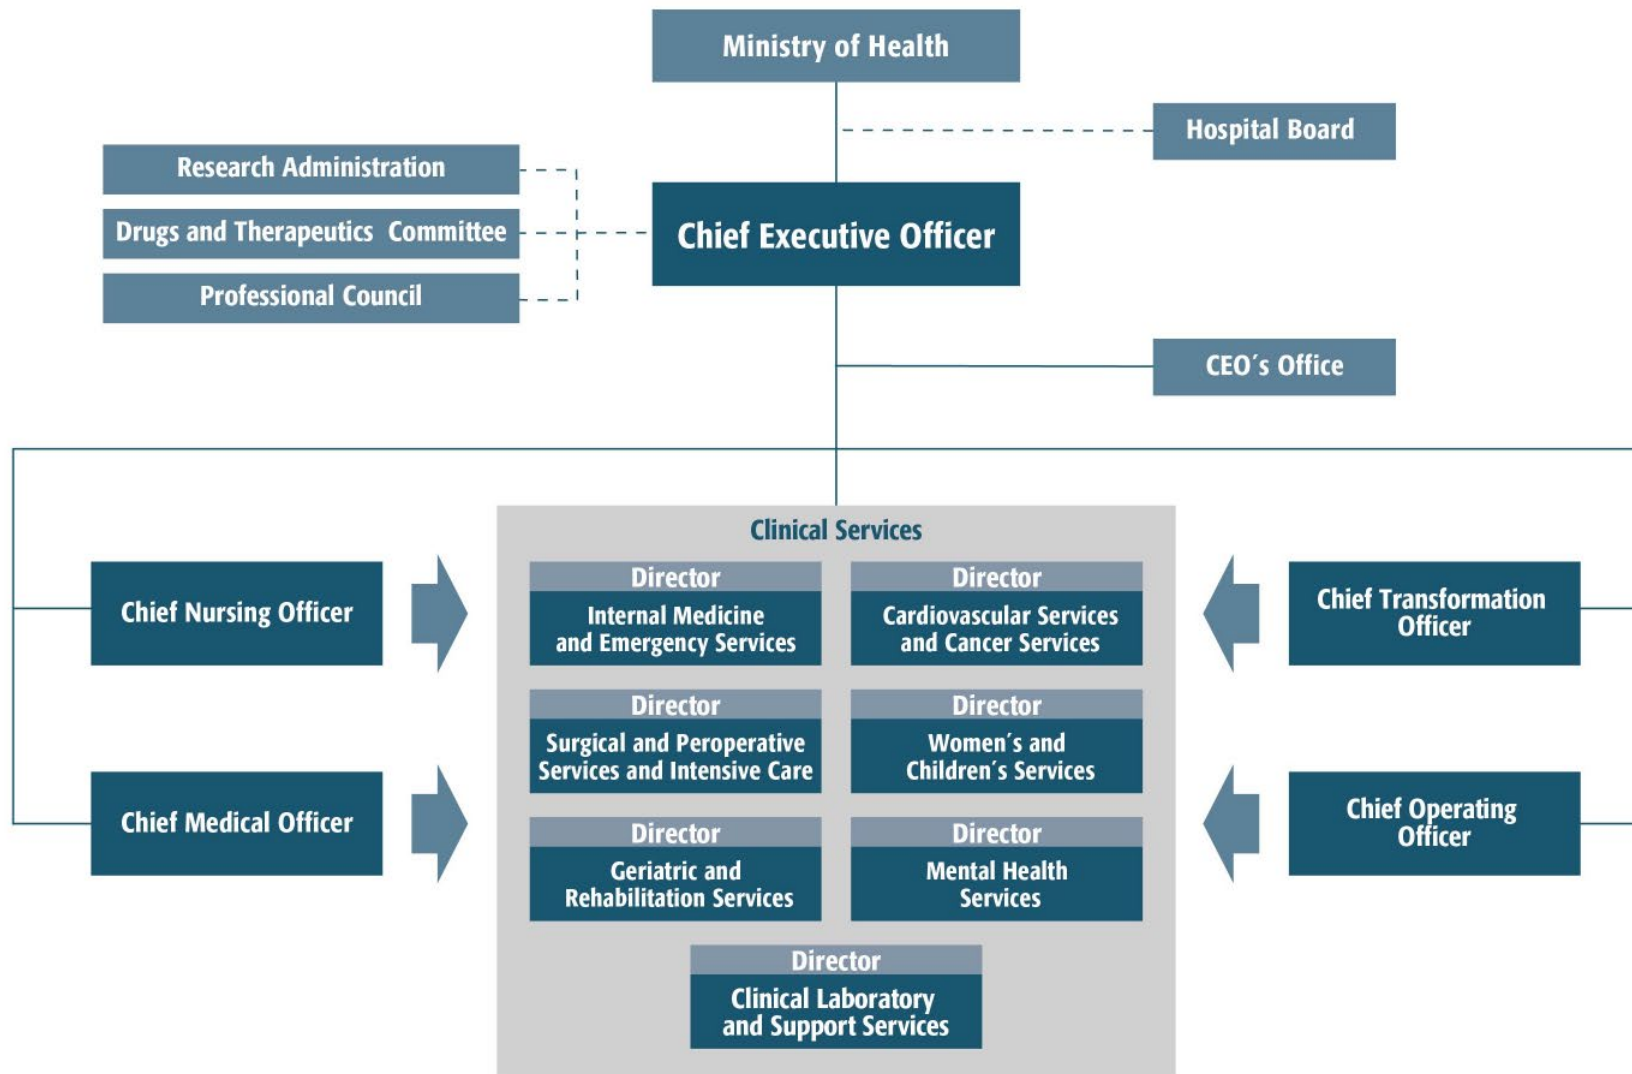 Ministry of Health
Hospital Board
Research Administration
Drugs and Therapeutics Committee
Professional Council
Chief Executive Officer
CEO´s Office
Clinical Services
Chief Nursing Officer
Chief Medical Officer
Director
Internal Medicine
and Emergency Services
Director
Cardiovascular Services
and Cancer Services
Director
Surgical and Peroperative
Services and Intensive Care
Director
Women´s and
Children´s Services
Director
Geriatric and
Rehabilitation Services
Director
Mental Health
Services
Director
Clinical Laboratory
and Support Services
Chief Transformation
Officer
Chief Operating
Officer